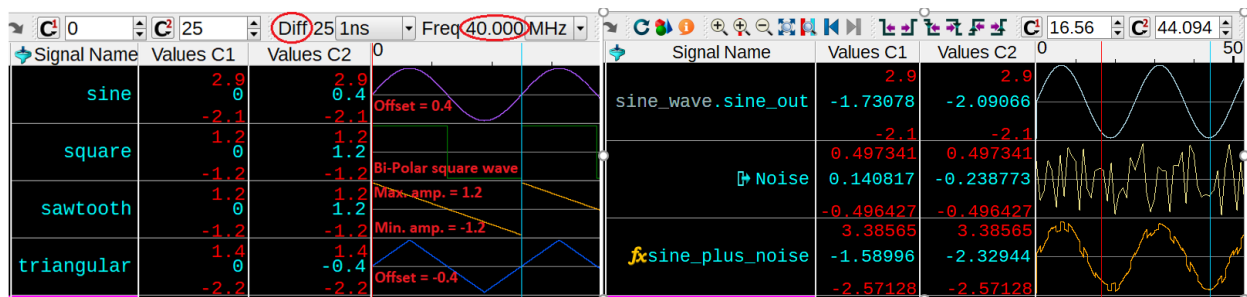 C1 0 C2 25 Diff 25 1ns Freq 40.000 MHz
Signal Name Values C1 Values C2 0
2.9 2.9
sine 0 0.4 Offset = 0.4
-2.1 -2.1
1.2 1.2
square 0 1.2
-1.2 -1.2 Bi-Polar square wave
1.2 1.2 Max. amp. = 1.2
sawtooth 0 1.2
-1.2 -1.2 Min. amp. = -1.2
1.4 1.4
triangular 0 -0.4 Offset = -0.4
-2.2 -2.2
C1 16.56 C2 44.094
Signal Name Values C1 Values C2 0 50
2.9 2.9
sine_wave.sine_out -1.73078 -2.09066
-2.1 -2.1
0.497341 0.497341
Noise 0.140817 -0.238773
-0.496427 -0.496427
3.38565 3.38565
fx sine_plus_noise -1.58996 -2.32944
-2.57128 -2.57128